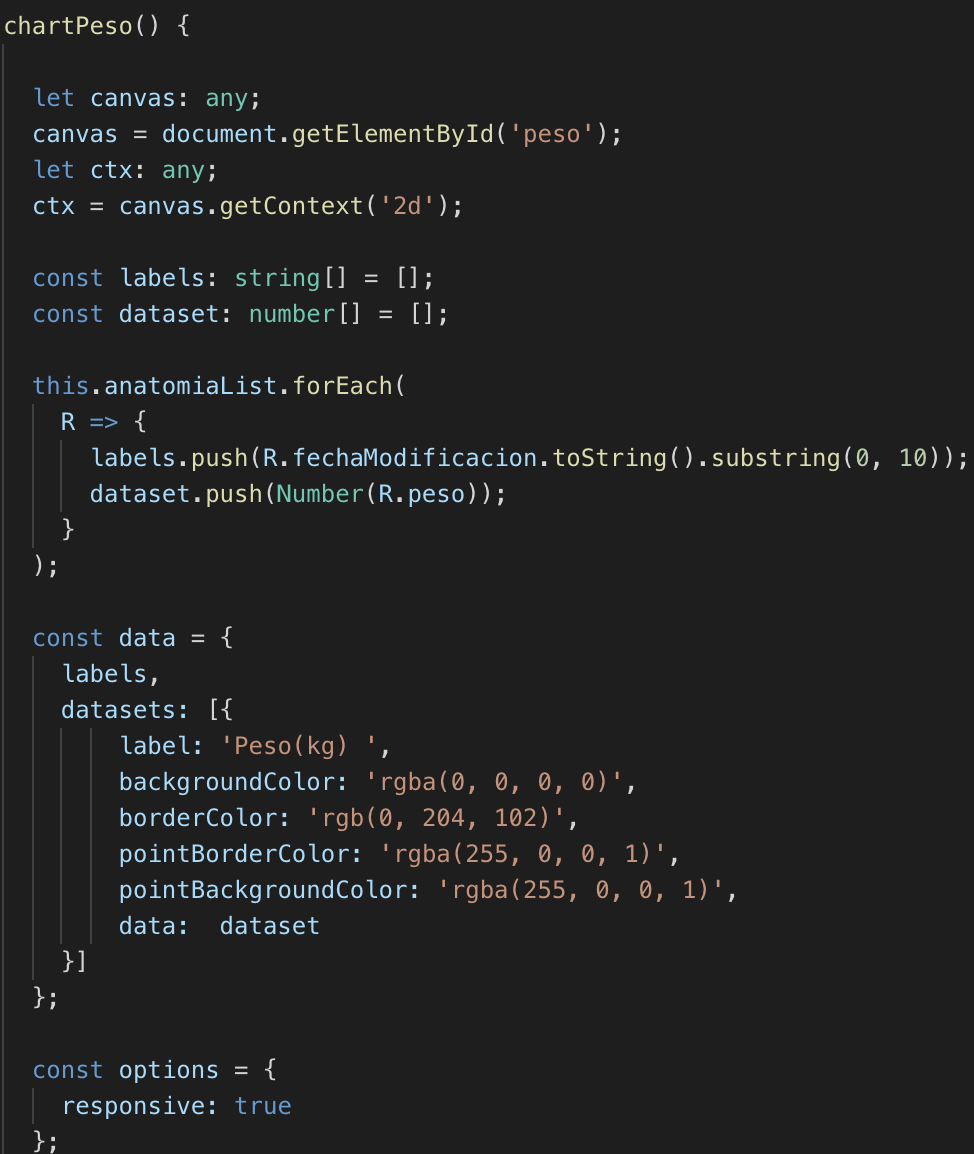 chartPeso() {
let canvas: any;
canvas = document.getElementById('peso');
let ctx: any;
ctx = canvas.getContext('2d');
const labels: string[] = [];
const dataset: number[] = [];
this.anatomiaList.forEach(
R => {
labels.push(R.fechaModificacion.toString().substring(0, 10));
dataset.push(Number(R.peso));
}
);
const data = {
labels,
datasets: [{
label: 'Peso(kg) ',
backgroundColor: 'rgba(0, 0, 0, 0)',
borderColor: 'rgb(0, 204, 102)',
pointBorderColor: 'rgba(255, 0, 0, 1)',
pointBackgroundColor: 'rgba(255, 0, 0, 1)',
data:  dataset
}]
};
const options = {
responsive: true
};